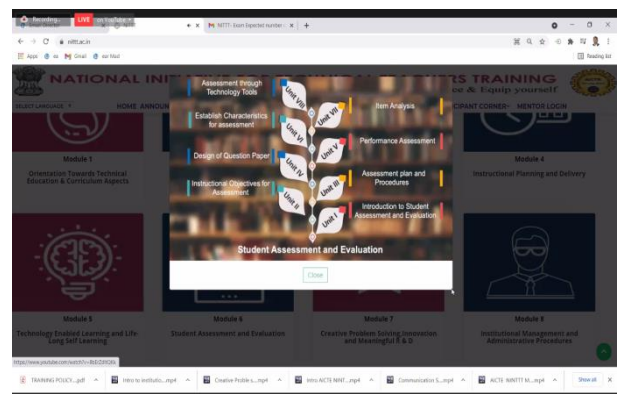 Recording...
LIVE on YouTube
NITTT- Exam Expected number
nittt.ac.in
Apps
Gmail
Reading list
NATIONAL INI
RS TRAINING
e & Equip yourself
SELECT LANGUAGE
HOME
IPANT CORNER
MENTOR LOGIN
Assessment through
Technology Tools
Unit VIII
Unit VII
Item Analysis
Establish Characteristics
for assessment
Unit VI
Unit V
Performance Assessment
Design of Question Paper
Unit IV
Unit III
Assessment plan and
Procedures
Instructional Objectives for
Assessment
Unit II
Unit I
Introduction to Student
Assessment and Evaluation
Student Assessment and Evaluation
Close
Module 1
Orientation Towards Technical
Education & Curriculum Aspects
Module 4
Instructional Planning and Delivery
Module 5
Technology Enabled Learning and Life-
Long Self Learning
Module 6
Student Assessment and Evaluation
Module 7
Creative Problem Solving, Innovation
and Meaningful R & D
Module 8
Institutional Management and
Administrative Procedures
TRAINING POLICY....pdf
Intro to institutio...mp4
Creative Proble s...mp4
Intro AICTE NINT...mp4
Communication S...mp4
AICTE NINTTT M...mp4
Show all